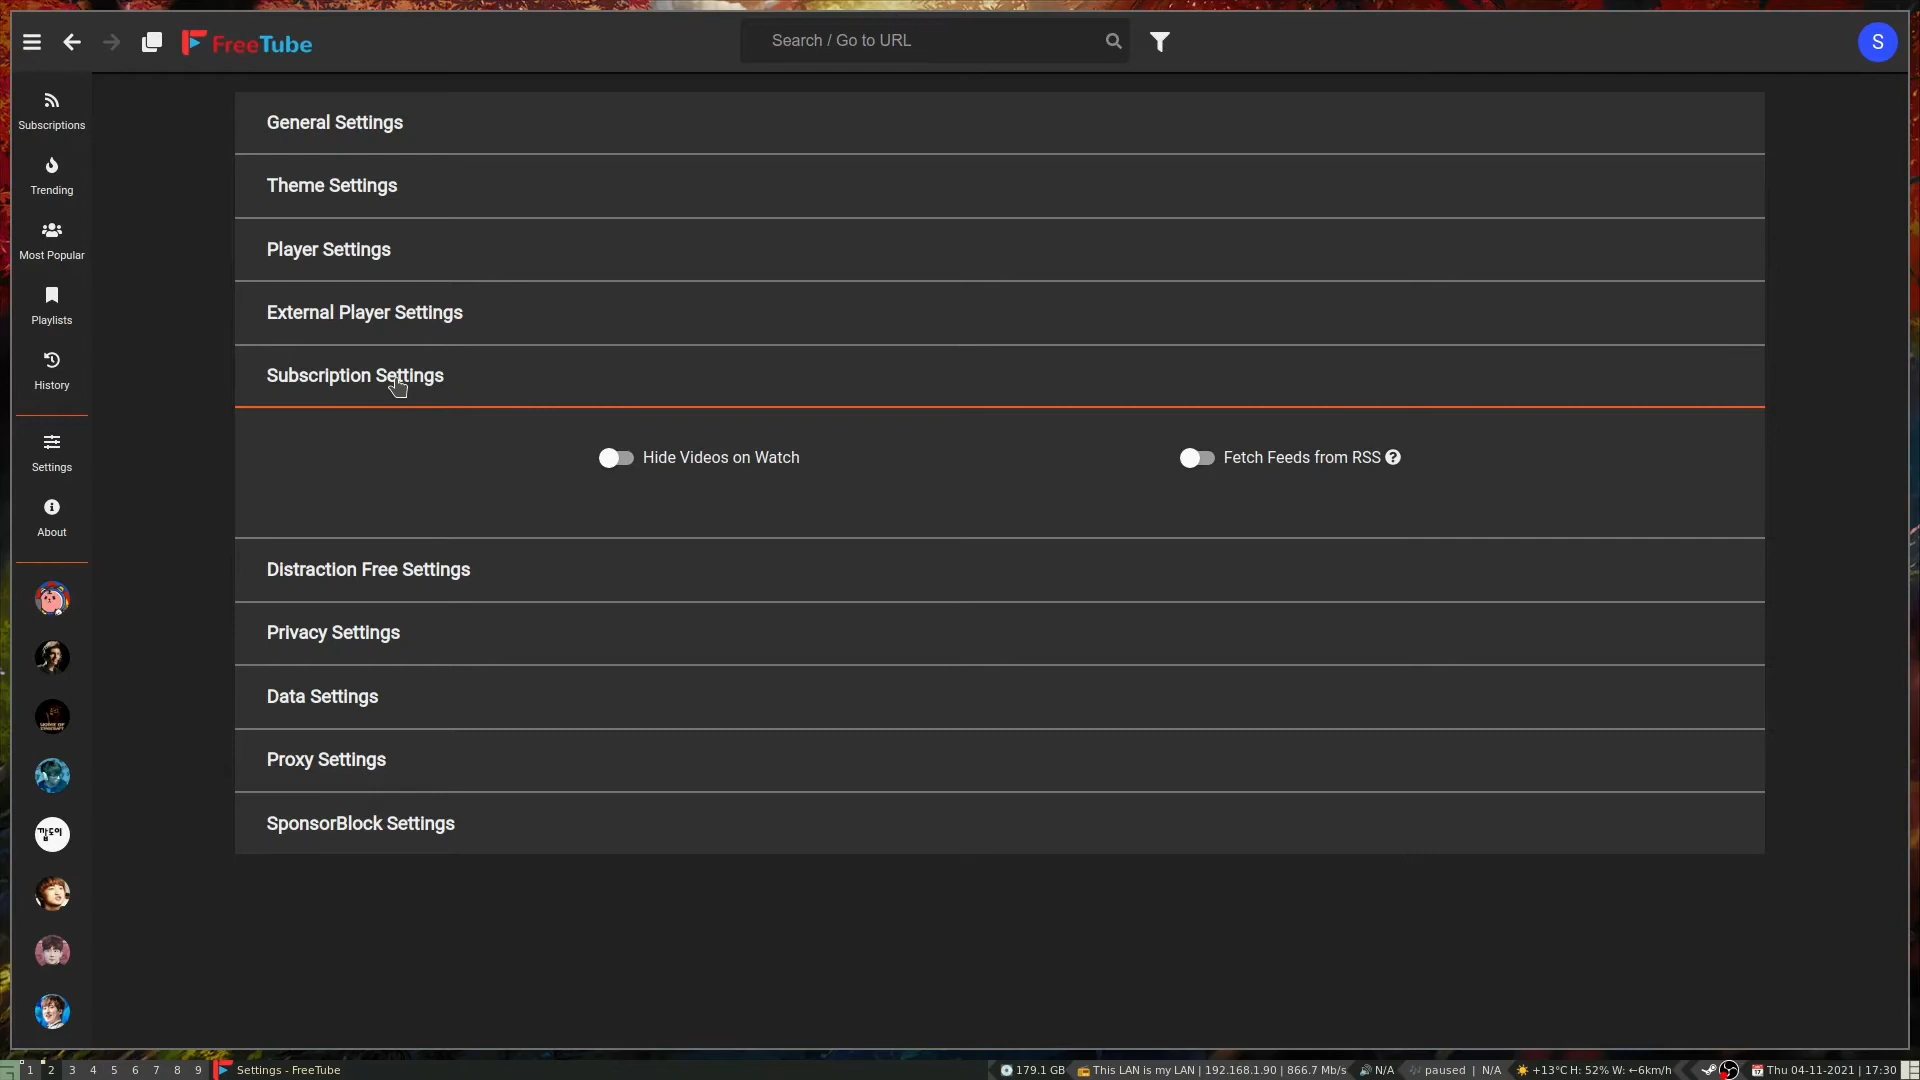 FreeTube
Search / Go to URL
S
Subscriptions
Trending
Most Popular
Playlists
History
Settings
About
General Settings
Theme Settings
Player Settings
External Player Settings
Subscription Settings
Hide Videos on Watch
Fetch Feeds from RSS
Distraction Free Settings
Privacy Settings
Data Settings
Proxy Settings
SponsorBlock Settings
깝도이
1 2 3 4 5 6 7 8 9 Settings - FreeTube
179.1 GB This LAN is my LAN | 192.168.1.90 | 866.7 Mb/s N/A paused | N/A +13°C H: 52% W: ←6km/h Thu 04-11-2021 | 17:30